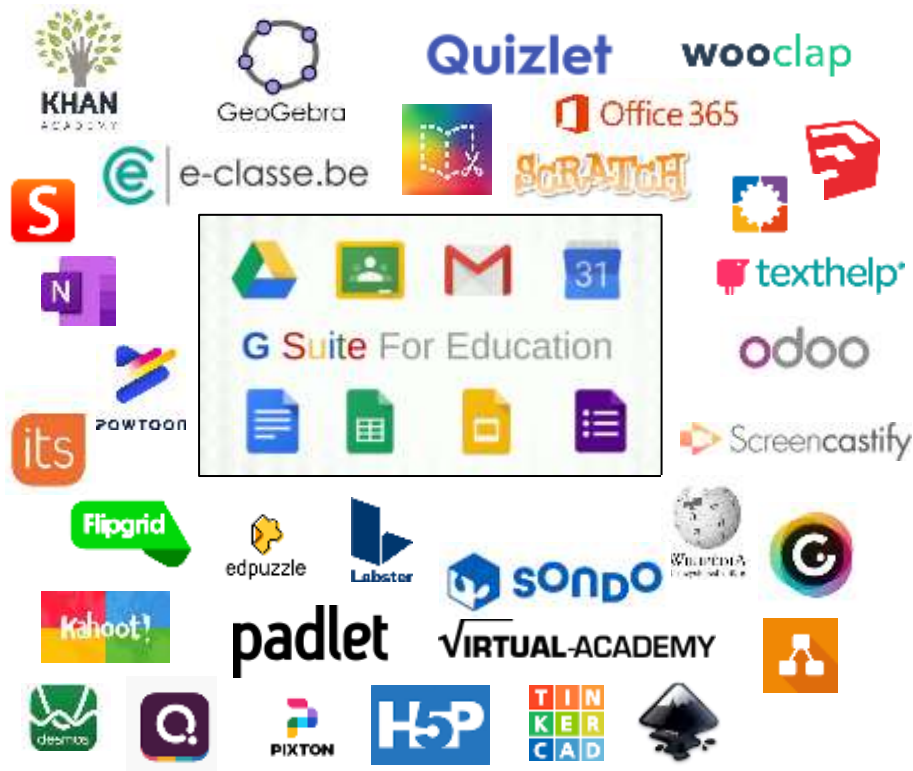 KHAN
ACADEMY
GeoGebra
Quizlet
wooclap
Office 365
e-classe.be
SCRATCH
S
N
31
texthelp
G Suite For Education
odoo
POWTOON
its
Screencastify
Flipgrid
edpuzzle
Labster
SONDO
WIKIPEDIA
Kahoot!
padlet
VIRTUAL-ACADEMY
desmos
Q
PIXTON
H5P
TIN
KER
CAD